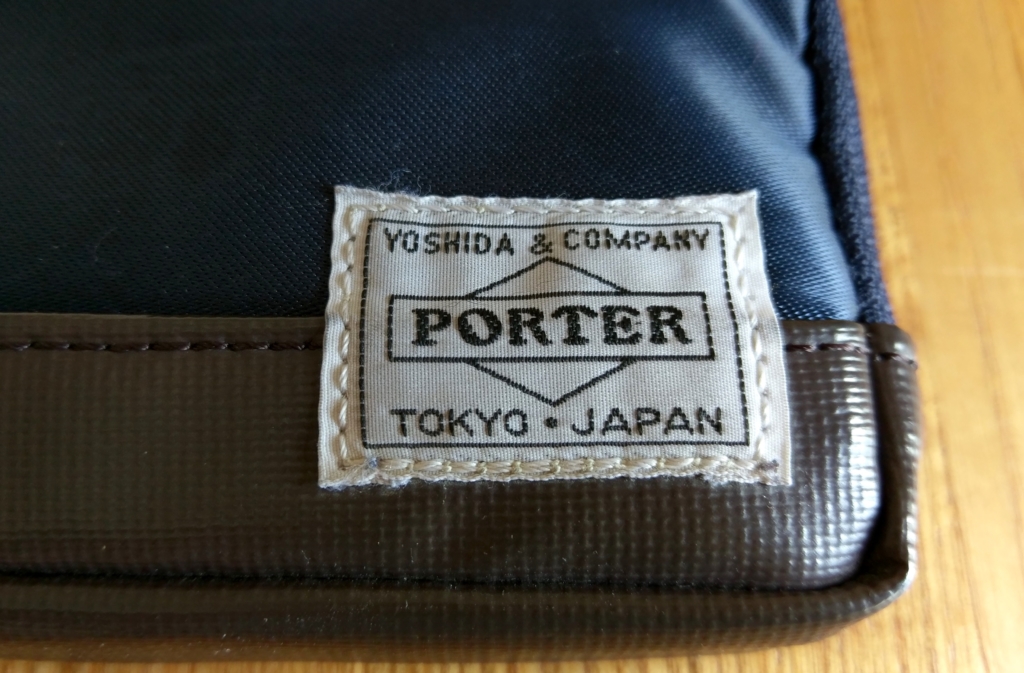 YOSHIDA & COMPANY
PORTER
TOKYO • JAPAN